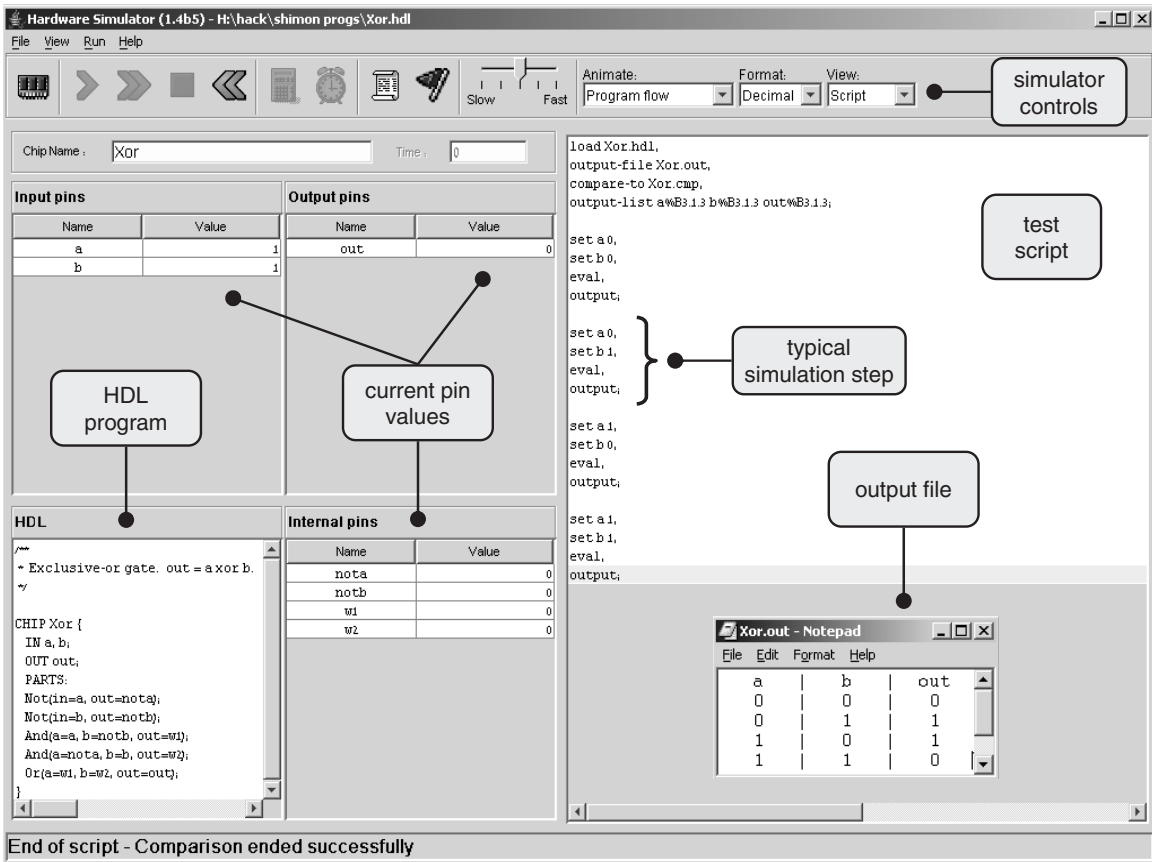 Hardware Simulator (1.4b5) - H:\hack\shimon progs\Xor.hdl
File View Run Help
Slow Fast
Animate: Format: View:
Program flow Decimal Script
simulator
controls
Chip Name : Xor Time : 0
Input pins
Name Value
a 1
b 1
Output pins
Name Value
out 0
HDL
program
current pin
values
HDL
/**
* Exclusive-or gate. out = a xor b.
*/
CHIP Xor {
IN a, b;
OUT out;
PARTS:
Not(in=a, out=nota);
Not(in=b, out=notb);
And(a=a, b=notb, out=w1);
And(a=nota, b=b, out=w2);
Or(a=w1, b=w2, out=out);
}
Internal pins
Name Value
nota 0
notb 0
w1 0
w2 0
load Xor.hdl,
output-file Xor.out,
compare-to Xor.cmp,
output-list a%B3.1.3 b%B3.1.3 out%B3.1.3;
set a 0,
set b 0,
eval,
output;
set a 0,
set b 1,
eval,
output;
set a 1,
set b 0,
eval,
output;
set a 1,
set b 1,
eval,
output;
test
script
typical
simulation step
output file
Xor.out - Notepad
File Edit Format Help
a | b | out
0 | 0 | 0
0 | 1 | 1
1 | 0 | 1
1 | 1 | 0
End of script - Comparison ended successfully